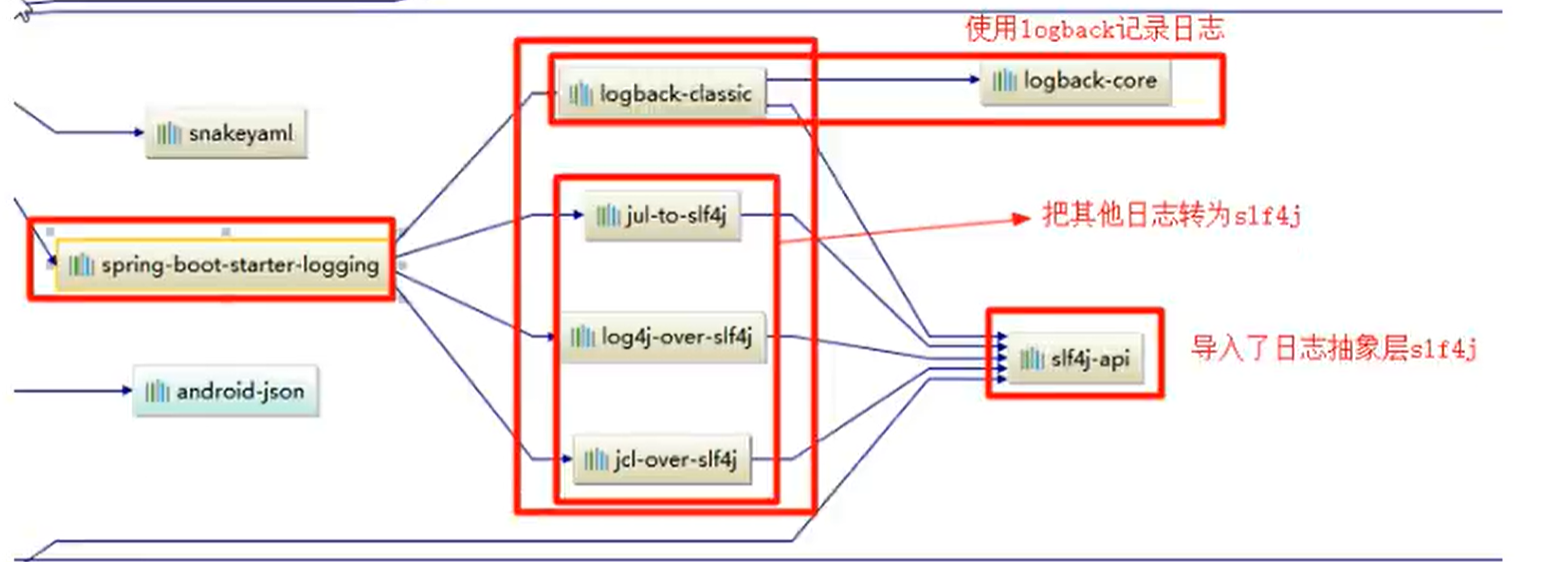 使用logback记录日志
logback-classic
logback-core
snakeyaml
jul-to-slf4j
把其他日志转为slf4j
spring-boot-starter-logging
log4j-over-slf4j
slf4j-api
导入了日志抽象层slf4j
android-json
jcl-over-slf4j